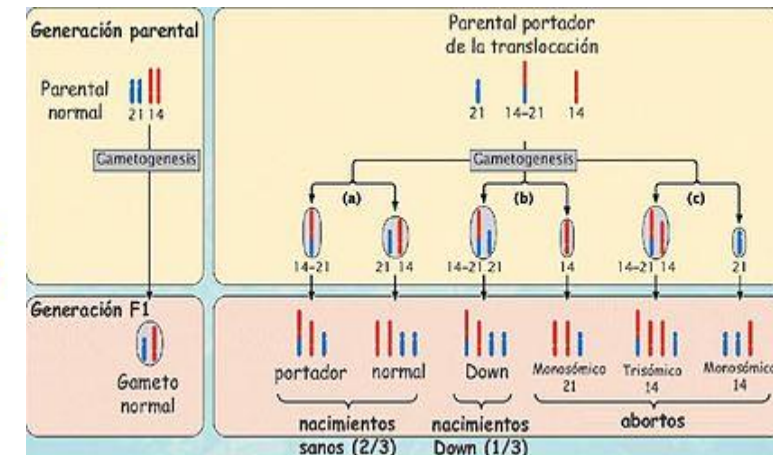 Generación parental
Parental
normal
21 14
Gametogenesis
Parental portador
de la translocación
21 14-21 14
Gametogenesis
(a) (b) (c)
14-21 21 14 14-21 21 14 14-21 14 21
Generación F1
Gameto
normal
portador normal Down Monosómico Trisómico Monosómico
21 14 14
nacimientos nacimientos abortos
sanos (2/3) Down (1/3)